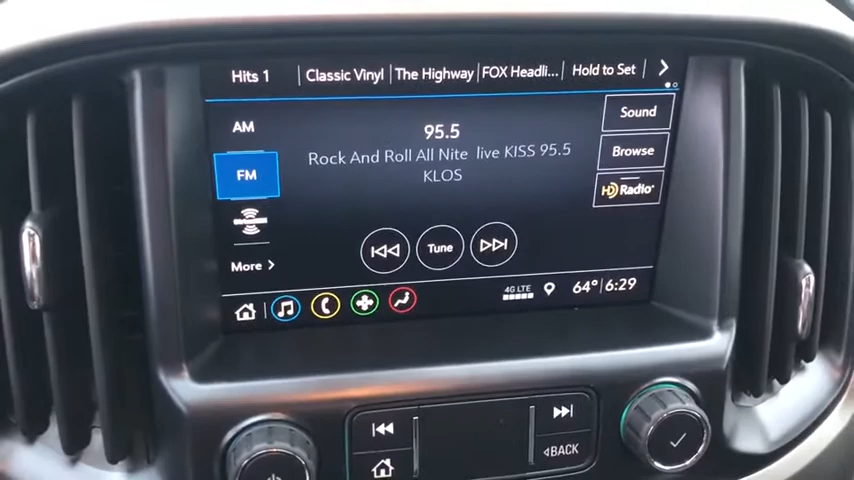 Hits 1 Classic Vinyl The Highway FOX Headli... Hold to Set
AM
95.5
Sound
Rock And Roll All Nite live KISS 95.5
KLOS
Browse
FM
HD Radio
More
Tune
4G LTE
64° 6:29
BACK